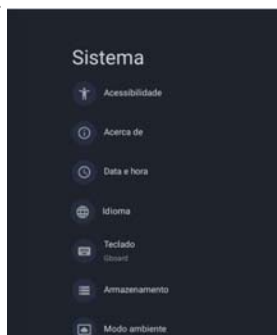 Sistema
Acessibilidade
Acerca de
Data e hora
Idioma
Teclado
Gboard
Armazenamento
Modo ambiente